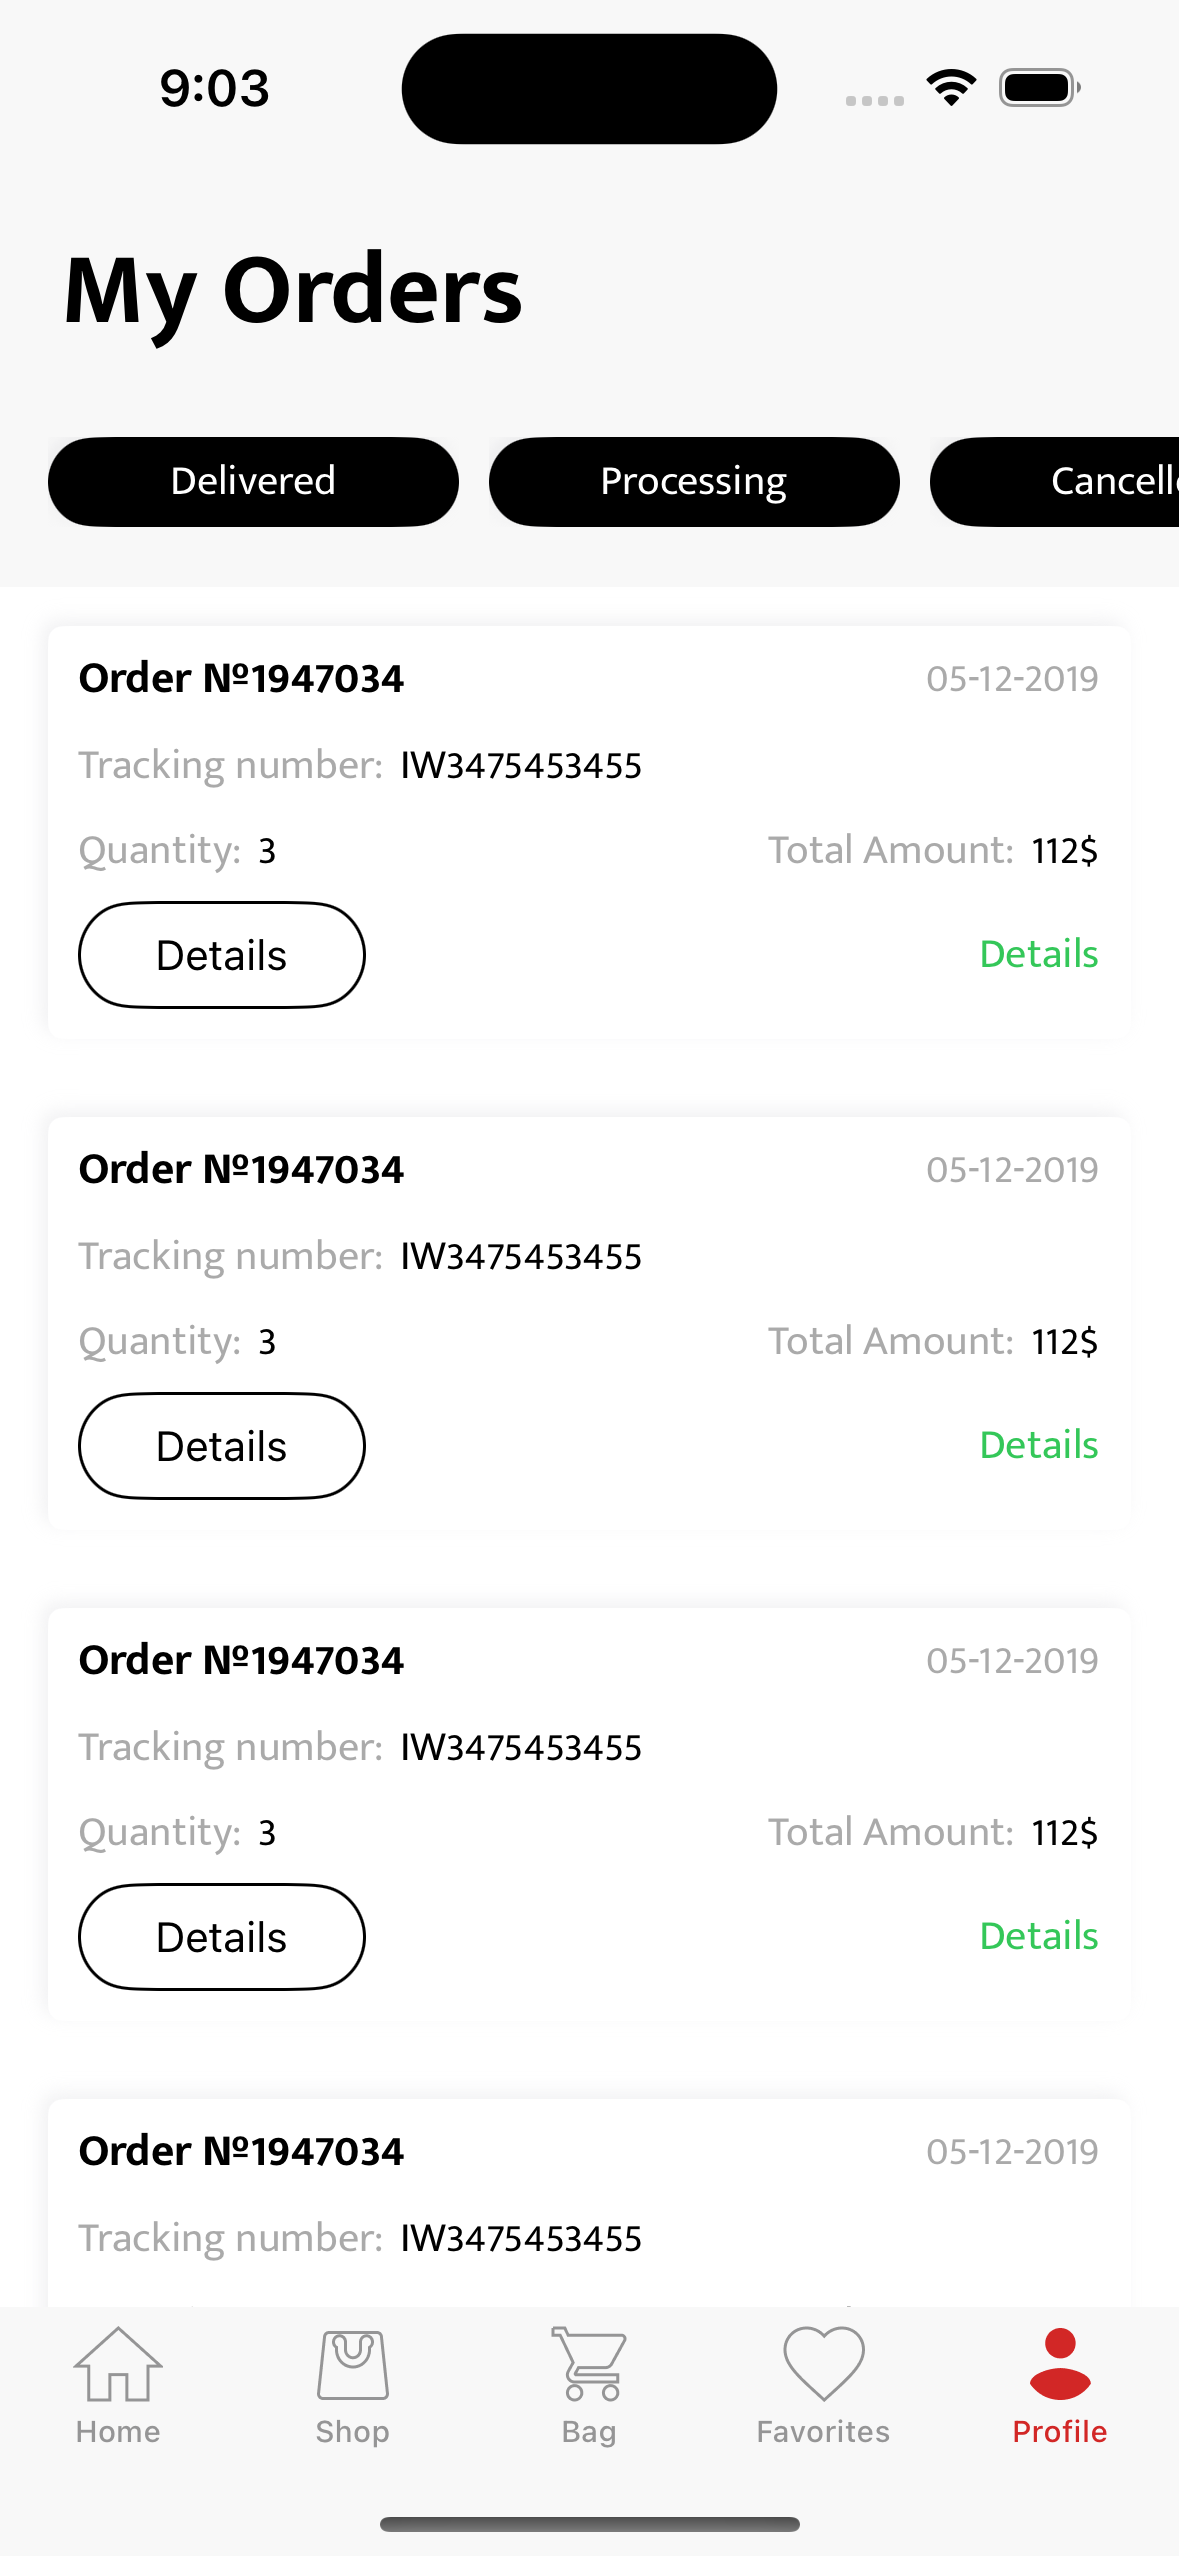 9:03
My Orders
Delivered Processing Cancell
Order Nº1947034 05-12-2019
Tracking number: IW3475453455
Quantity: 3 Total Amount: 112$
Details Details
Order Nº1947034 05-12-2019
Tracking number: IW3475453455
Quantity: 3 Total Amount: 112$
Details Details
Order Nº1947034 05-12-2019
Tracking number: IW3475453455
Quantity: 3 Total Amount: 112$
Details Details
Order Nº1947034 05-12-2019
Tracking number: IW3475453455
Home Shop Bag Favorites Profile